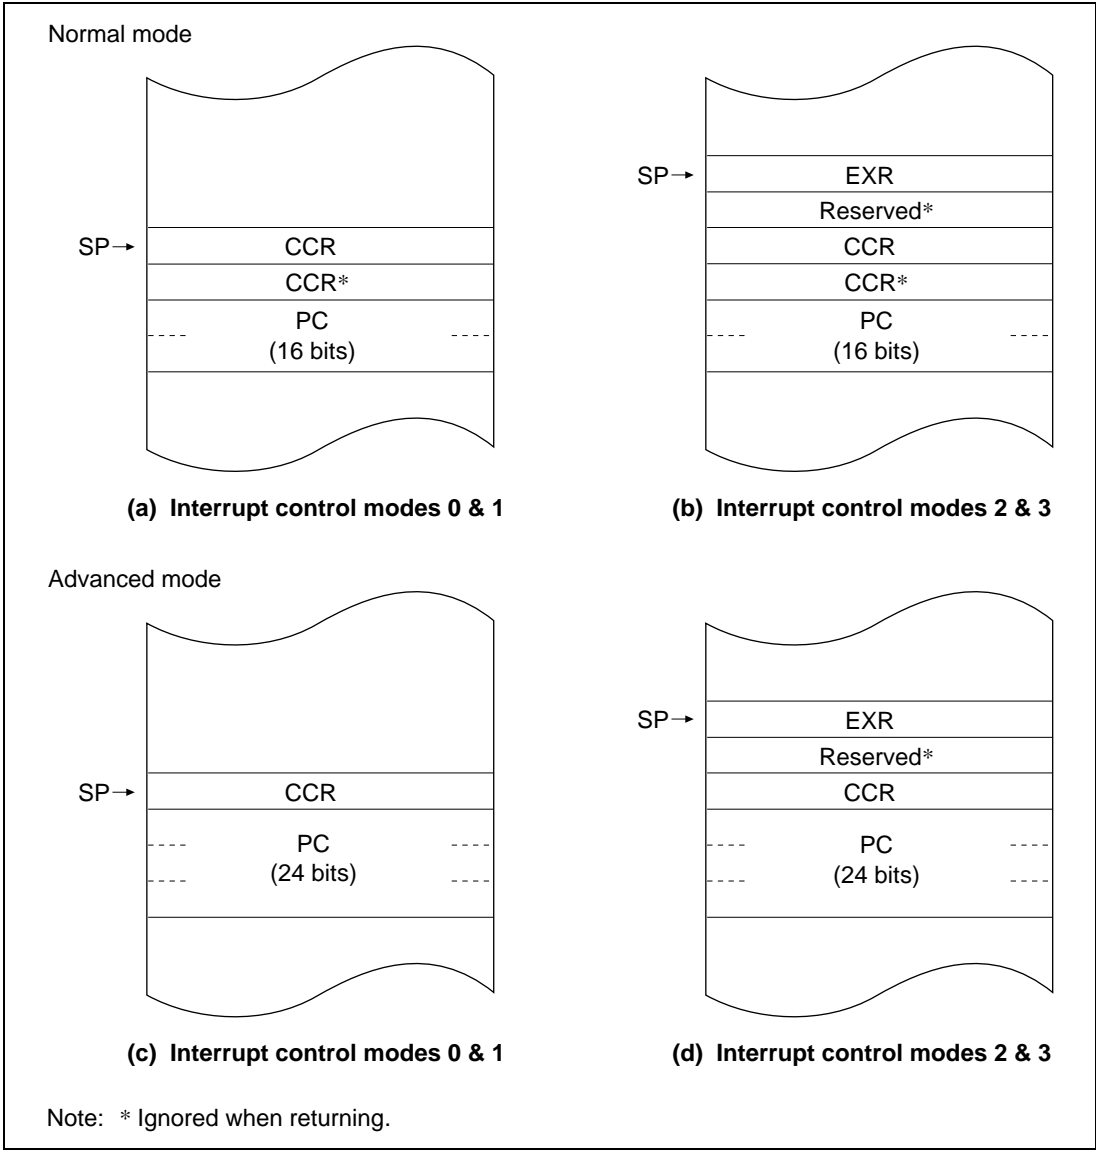 Normal mode
SP→
CCR
CCR*
PC
(16 bits)
(a) Interrupt control modes 0 & 1
SP→
EXR
Reserved*
CCR
CCR*
PC
(16 bits)
(b) Interrupt control modes 2 & 3
Advanced mode
SP→
CCR
PC
(24 bits)
(c) Interrupt control modes 0 & 1
SP→
EXR
Reserved*
CCR
PC
(24 bits)
(d) Interrupt control modes 2 & 3
Note: * Ignored when returning.